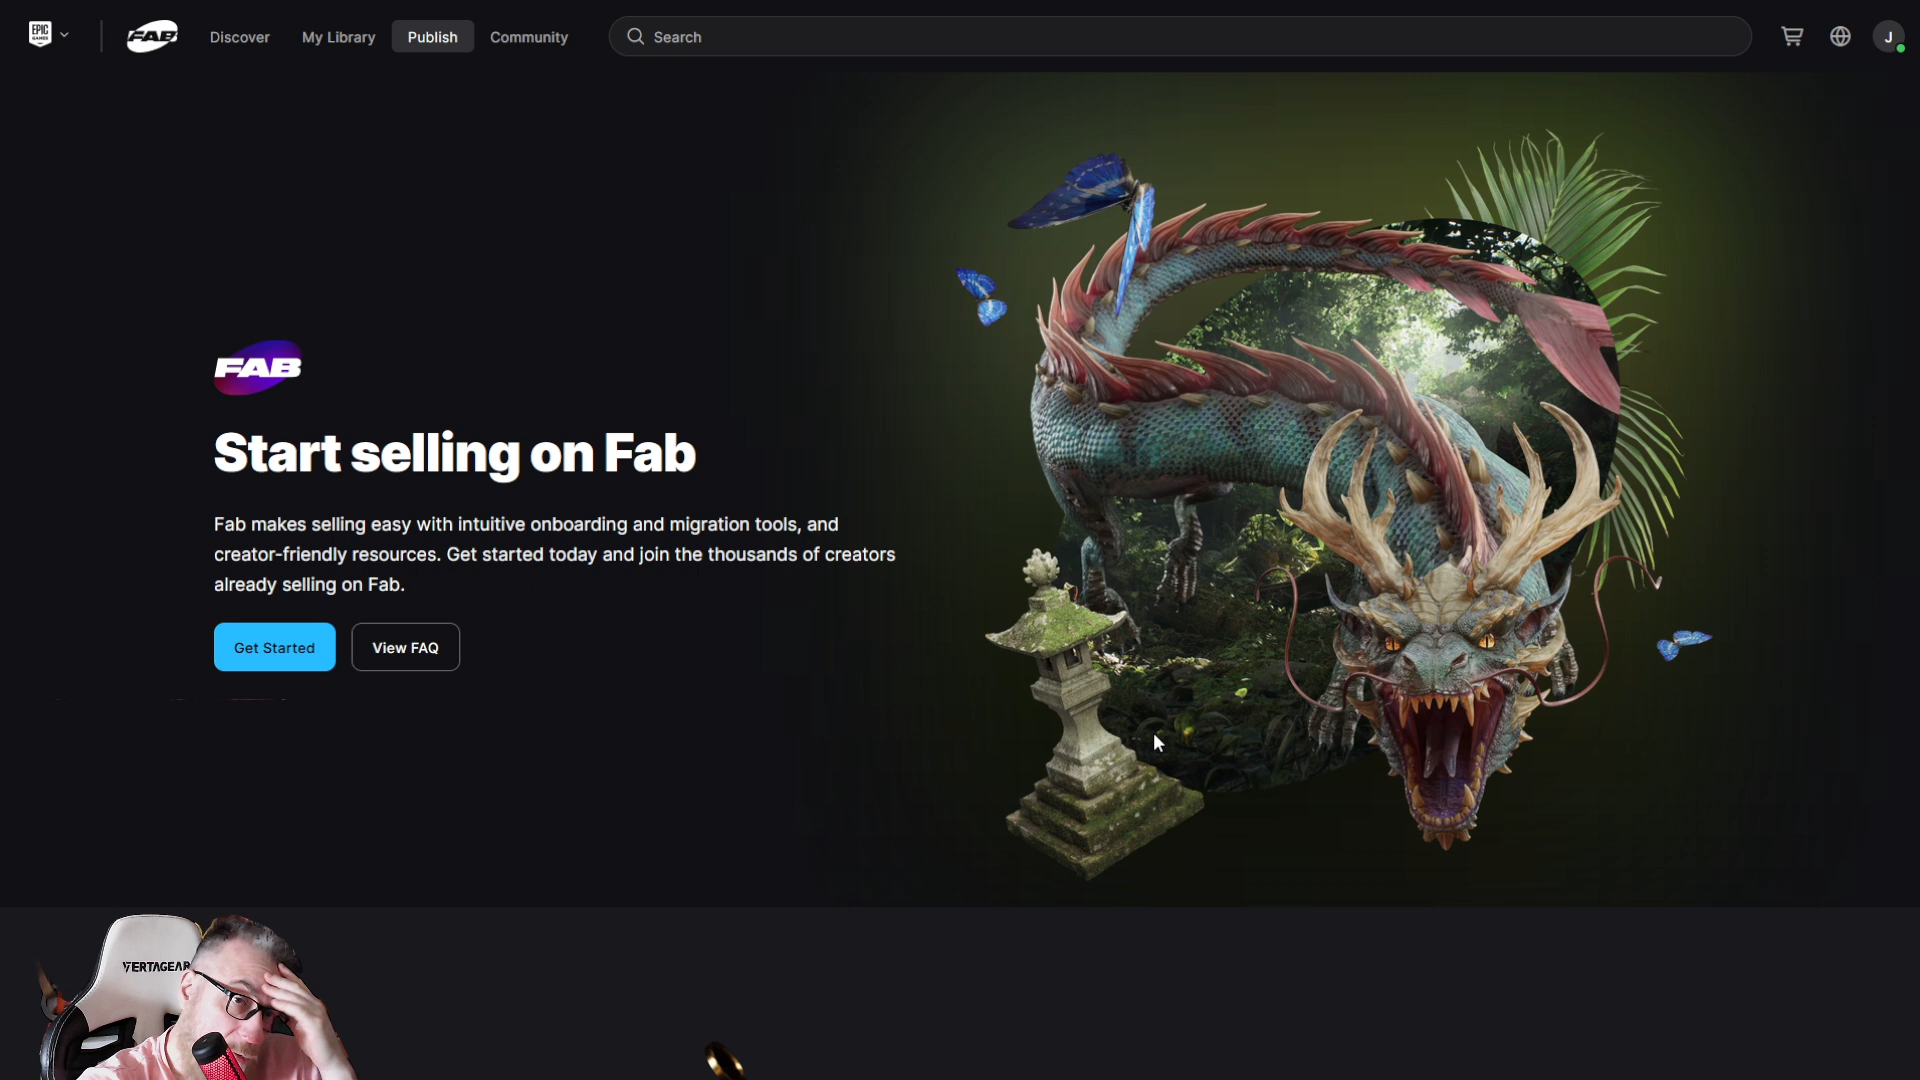 EPIC
GAMES
FAB
Discover
My Library
Publish
Community
Search
J
FAB
Start selling on Fab
Fab makes selling easy with intuitive onboarding and migration tools, and
creator-friendly resources. Get started today and join the thousands of creators
already selling on Fab.
Get Started
View FAQ
VERTAGEAR